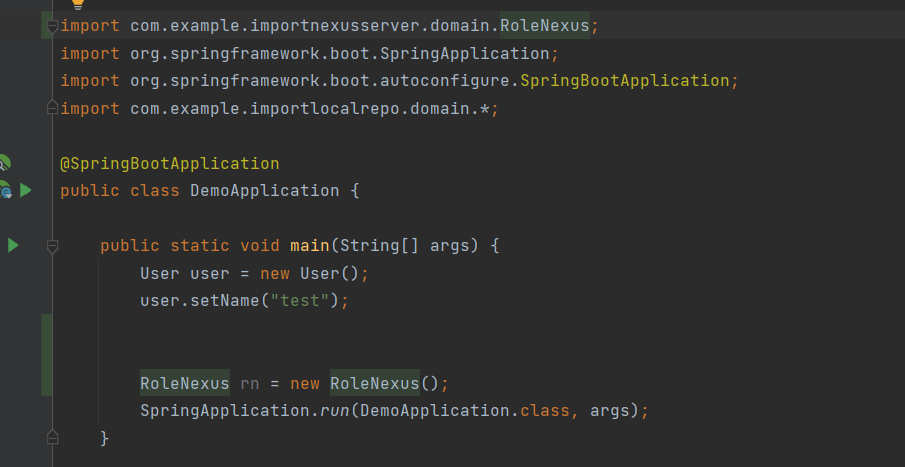 import com.example.importnexusserver.domain.RoleNexus;
import org.springframework.boot.SpringApplication;
import org.springframework.boot.autoconfigure.SpringBootApplication;
import com.example.importlocalrepo.domain.*;
@SpringBootApplication
public class DemoApplication {
public static void main(String[] args) {
User user = new User();
user.setName("test");
RoleNexus rn = new RoleNexus();
SpringApplication.run(DemoApplication.class, args);
}